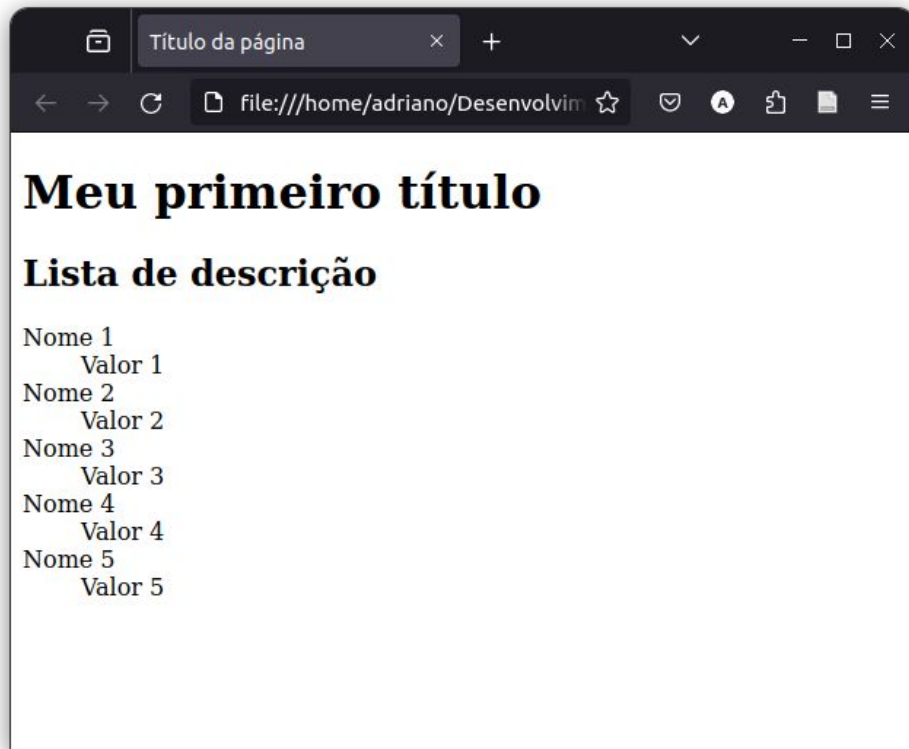 Título da página
file:///home/adriano/Desenvolvim
A
Meu primeiro título
Lista de descrição
Nome 1
Valor 1
Nome 2
Valor 2
Nome 3
Valor 3
Nome 4
Valor 4
Nome 5
Valor 5